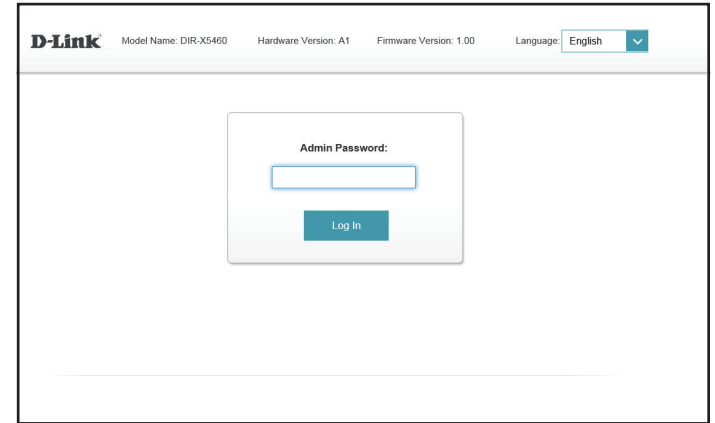 D-Link Model Name: DIR-X5460 Hardware Version: A1 Firmware Version: 1.00 Language: English
Admin Password:
Log In